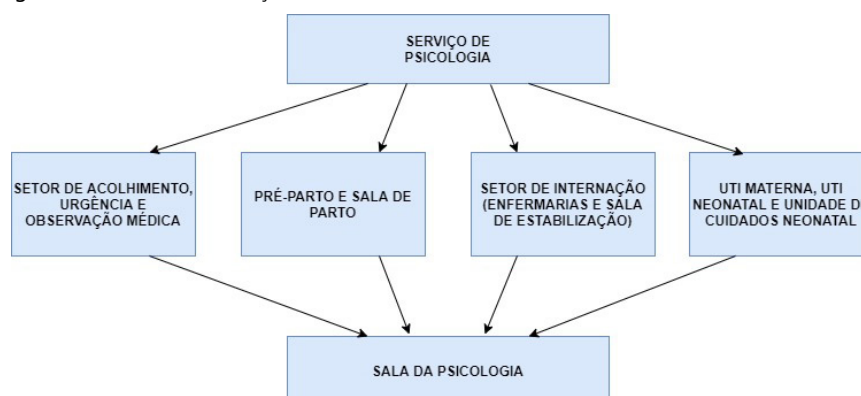 SERVIÇO DE
PSICOLOGIA
SETOR DE ACOLHIMENTO,
URGÊNCIA E
OBSERVAÇÃO MÉDICA
PRÉ-PARTO E SALA DE
PARTO
SETOR DE INTERNAÇÃO
(ENFERMARIAS E SALA
DE ESTABILIZAÇÃO)
UTI MATERNA, UTI
NEONATAL E UNIDADE D
CUIDADOS NEONATAL
SALA DA PSICOLOGIA